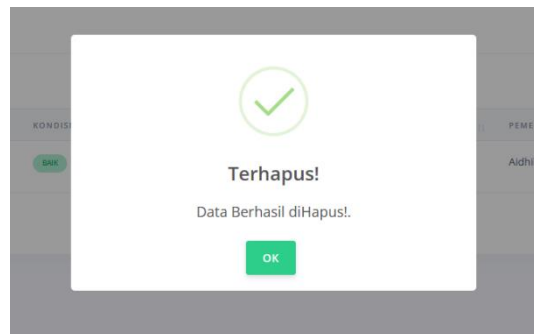 KONDISI
PEME
BAIK
Aidhi
Terhapus!
Data Berhasil diHapus!.
OK